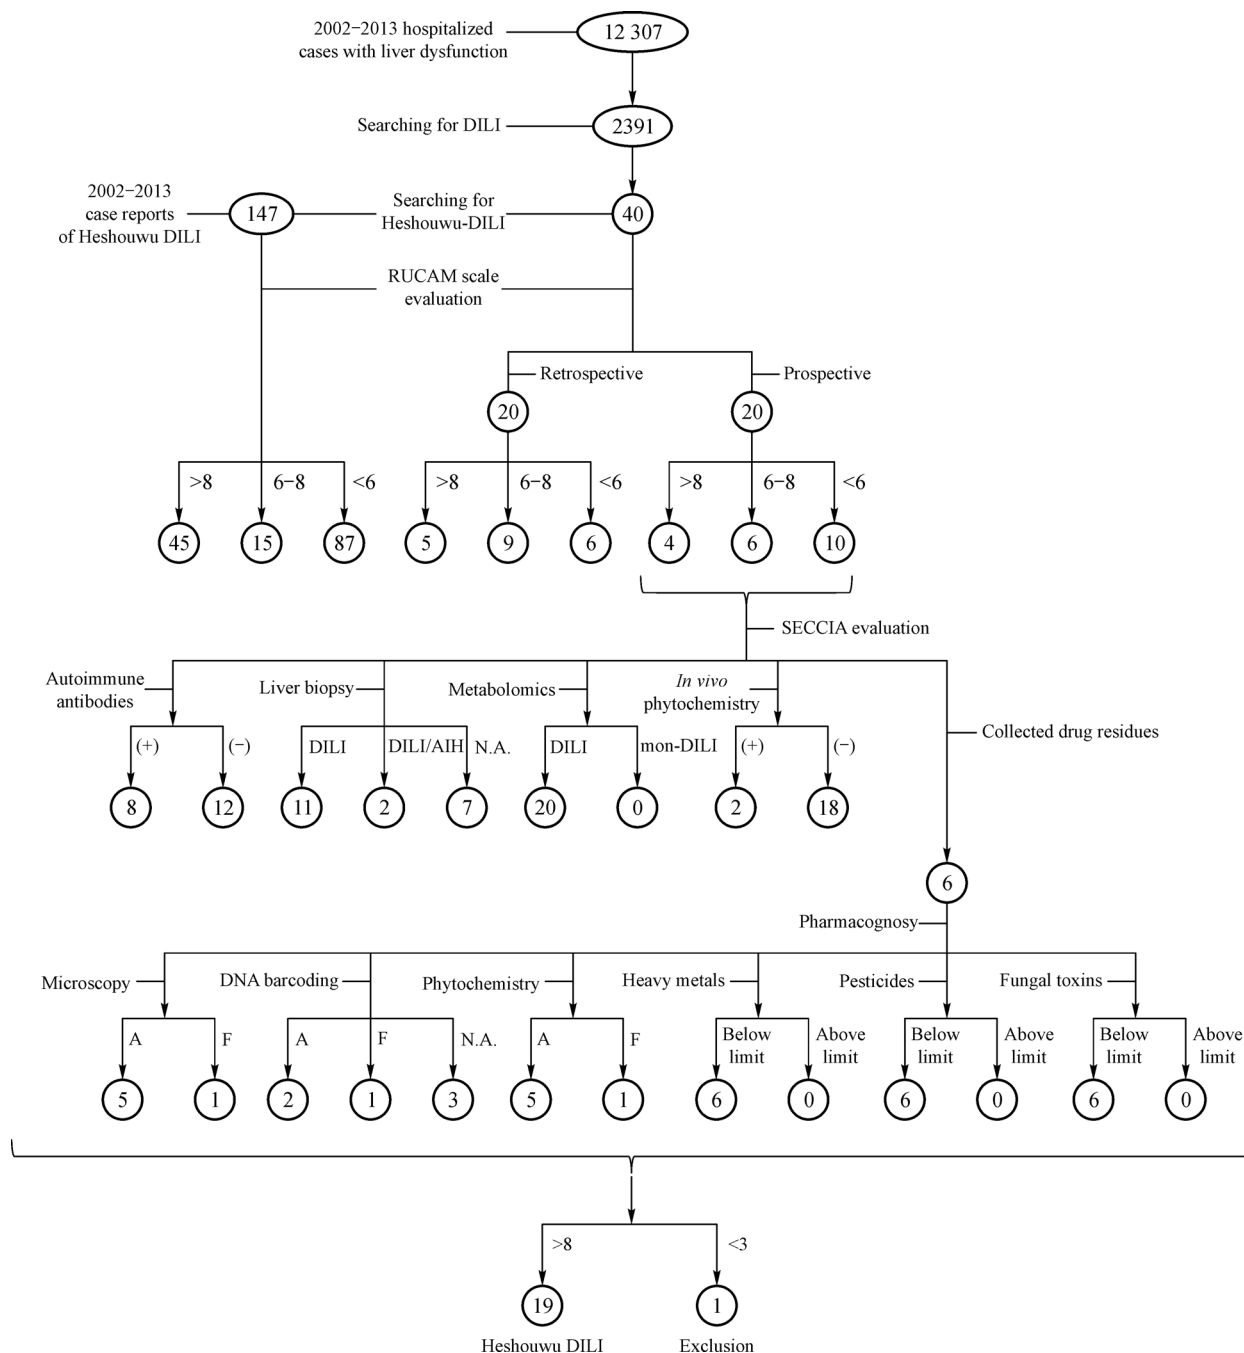 2002−2013 hospitalized
cases with liver dysfunction
12 307
Searching for DILI
2391
2002−2013
case reports
of Heshouwu DILI
147
Searching for
Heshouwu-DILI
40
RUCAM scale
evaluation
Retrospective
Prospective
20
20
>8
6−8
<6
>8
6−8
<6
>8
6−8
<6
45
15
87
5
9
6
4
6
10
SECCIA evaluation
Autoimmune
antibodies
Liver biopsy
Metabolomics
In vivo
phytochemistry
Collected drug residues
(+)
(−)
DILI
DILI/AIH
N.A.
DILI
mon-DILI
(+)
(−)
8
12
11
2
7
20
0
2
18
6
Pharmacognosy
Microscopy
DNA barcoding
Phytochemistry
Heavy metals
Pesticides
Fungal toxins
A
F
A
F
N.A.
A
F
Below
limit
Above
limit
Below
limit
Above
limit
Below
limit
Above
limit
5
1
2
1
3
5
1
6
0
6
0
6
0
>8
<3
19
1
Heshouwu DILI
Exclusion